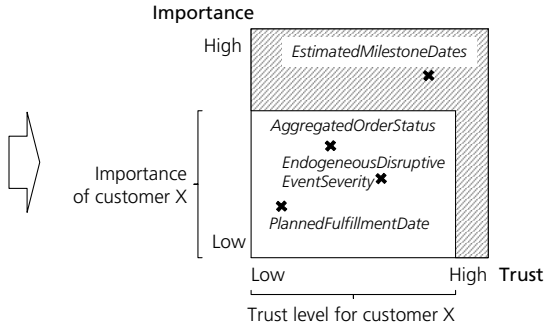 Importance
High
EstimatedMilestoneDates
AggregatedOrderStatus
EndogeneousDisruptive
EventSeverity
PlannedFulfillmentDate
Importance
of customer X
Low
Low
High
Trust
Trust level for customer X